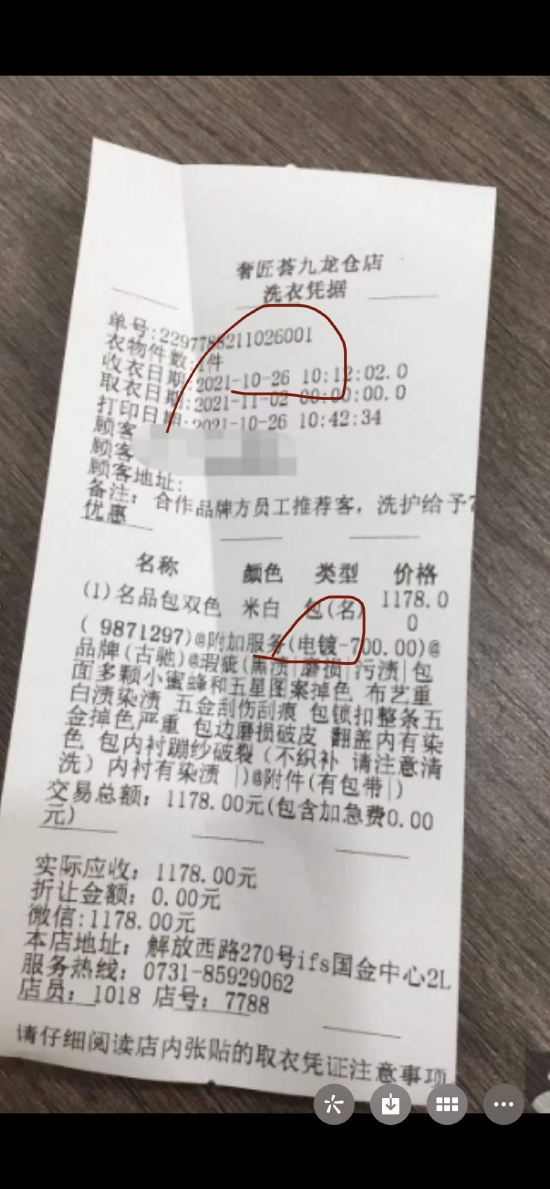 奢匠荟九龙仓店
洗衣凭据
单号:2297788211026001
衣物件数:1件
收衣日期:2021-10-26 10:12:02.0
取衣日期:2021-11-02 00:00:00.0
打印日期:2021-10-26 10:42:34
顾客
顾客
顾客地址:
备注: 合作品牌方员工推荐客，洗护给予7
优惠
名称 颜色 类型 价格
(1)名品包双色 米白 包(名) 1178.0
0
( 9871297)@附加服务(电镀-700.00)@
品牌(古驰)@瑕疵(黑渍|磨损|污渍|包
面多颗小蜜蜂和五星图案掉色 布艺重
白渍染渍 五金刮伤刮痕 包锁扣整条五
金掉色严重 包边磨损破皮 翻盖内有染
色 包内衬蹦纱破裂（不织补 请注意清
洗）内衬有染渍 |)@附件(有包带|)
交易总额: 1178.00元(包含加急费0.00
元)
实际应收: 1178.00元
折让金额: 0.00元
微信:1178.00元
本店地址: 解放西路270号ifs国金中心2L
服务热线: 0731-85929062
店员: 1018 店号: 7788
请仔细阅读店内张贴的取衣凭证注意事项